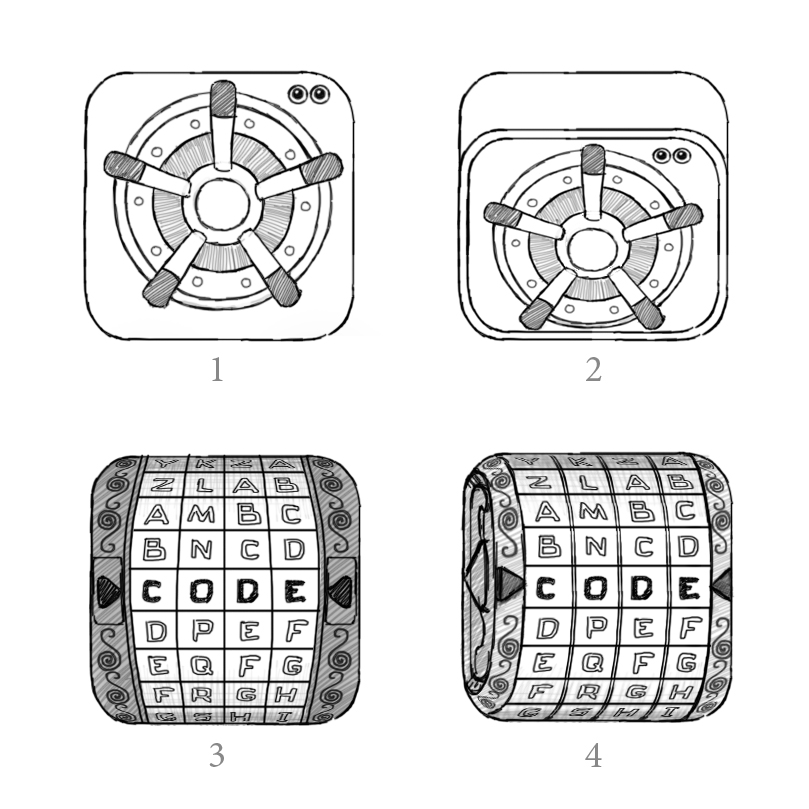 1 2
Y K Z A
Z L A B
A M B C
B N C D
C O D E
D P E F
E Q F G
F R G H
G S H I
3
Y K Z A
Z L A B
A M B C
B N C D
C O D E
D P E F
E Q F G
F R G H
G S H I
4